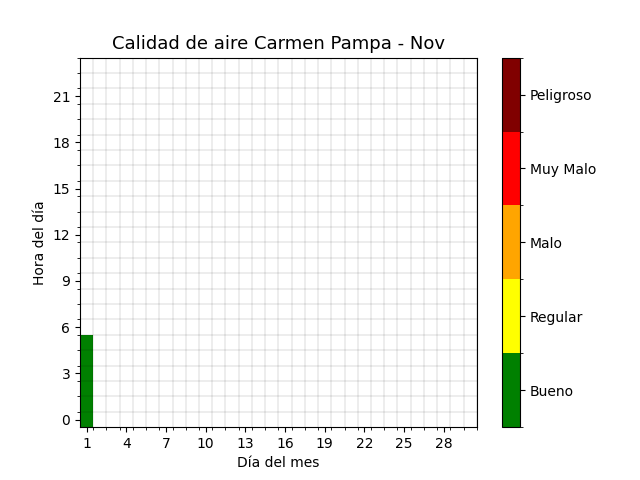 Calidad de aire Carmen Pampa - Nov
Hora del día
21
18
15
12
9
6
3
0
1 4 7 10 13 16 19 22 25 28
Día del mes
Peligroso
Muy Malo
Malo
Regular
Bueno